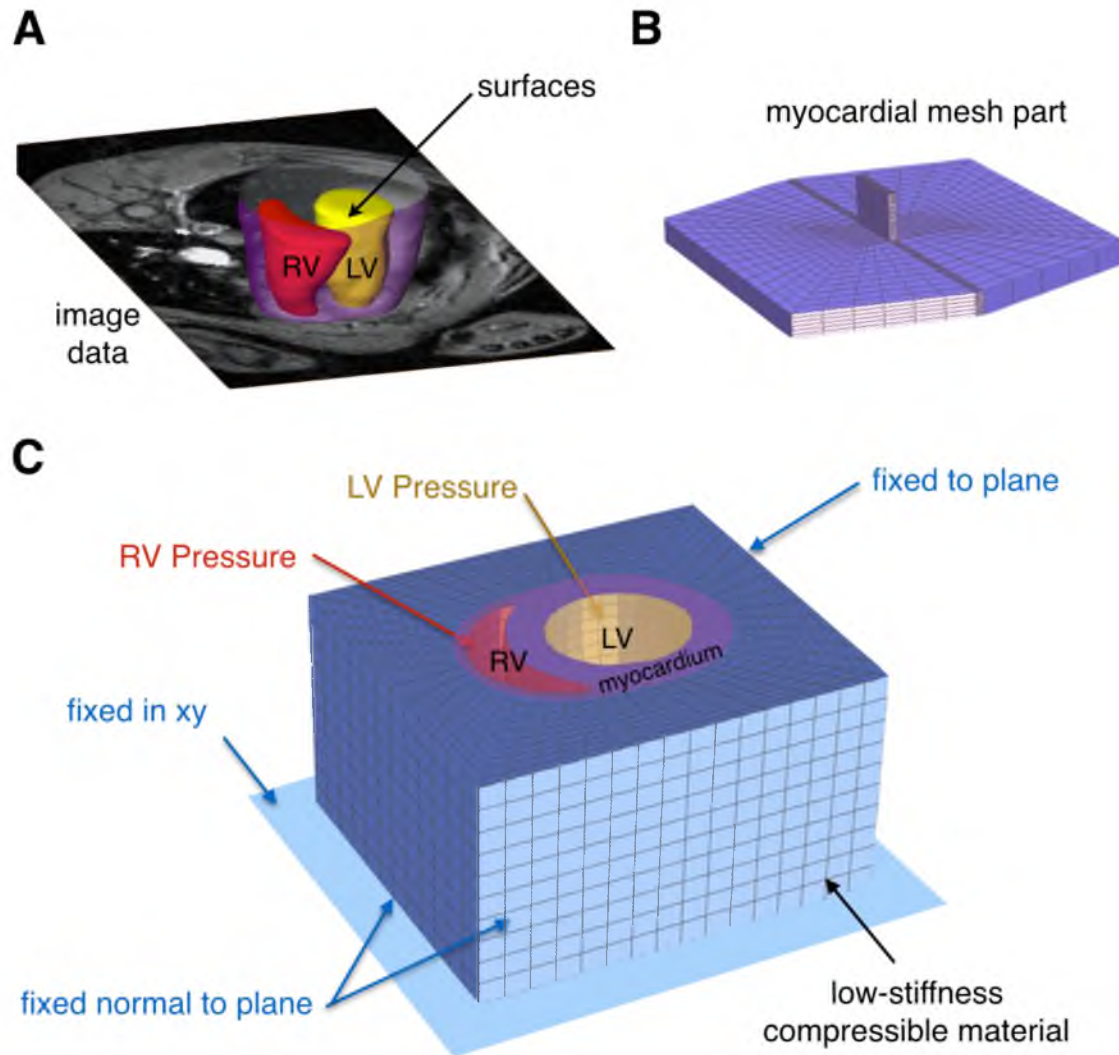 A
surfaces
RV
LV
image
data
B
myocardial mesh part
C
LV Pressure
fixed to plane
RV Pressure
LV
RV
myocardium
fixed in xy
fixed normal to plane
low-stiffness
compressible material